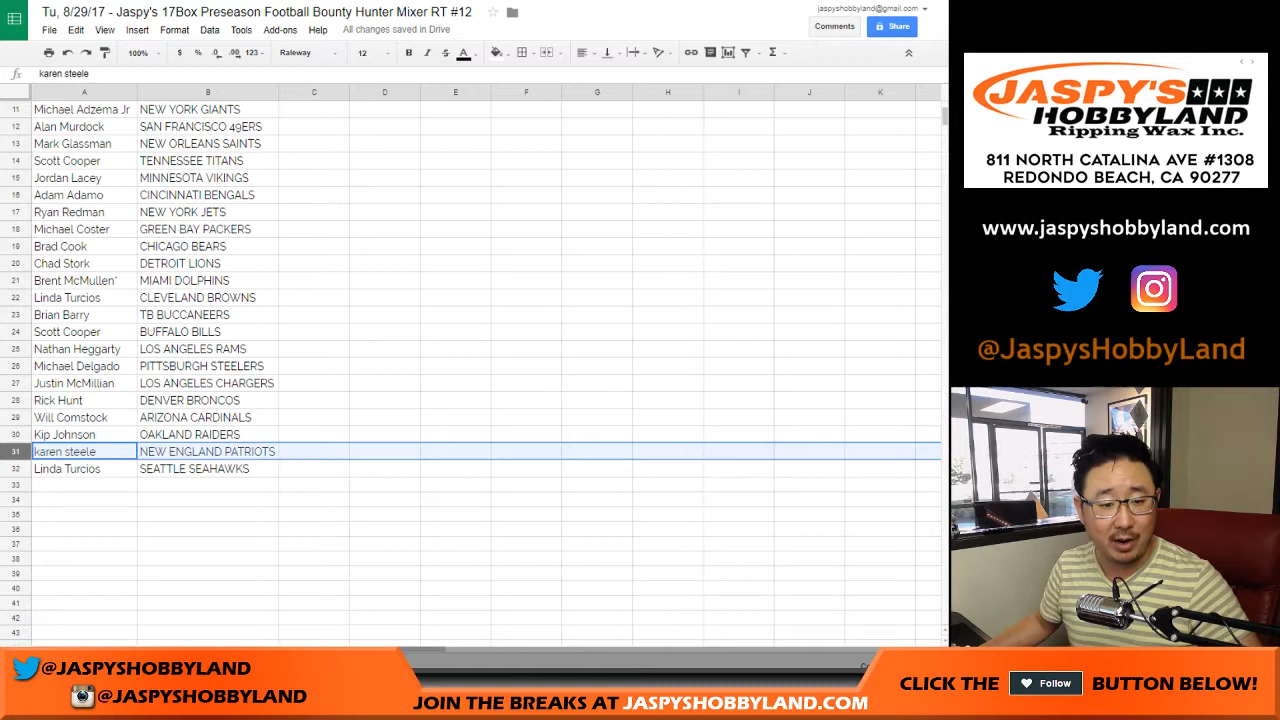 Tu, 8/29/17 - Jaspy's 17Box Preseason Football Bounty Hunter Mixer RT #12
jaspyshobbyland@gmail.com
File Edit View Insert Format Data Tools Add-ons Help All changes saved in Drive
Comments
Share
100% $ % .0 .00 123 Raleway 12 B I S A
fx karen steele
A B C D E F G H I J K
11 Michael Adzema Jr NEW YORK GIANTS
12 Alan Murdock SAN FRANCISCO 49ERS
13 Mark Glassman NEW ORLEANS SAINTS
14 Scott Cooper TENNESSEE TITANS
15 Jordan Lacey MINNESOTA VIKINGS
16 Adam Adamo CINCINNATI BENGALS
17 Ryan Redman NEW YORK JETS
18 Michael Coster GREEN BAY PACKERS
19 Brad Cook CHICAGO BEARS
20 Chad Stork DETROIT LIONS
21 Brent McMullen* MIAMI DOLPHINS
22 Linda Turcios CLEVELAND BROWNS
23 Brian Barry TB BUCCANEERS
24 Scott Cooper BUFFALO BILLS
25 Nathan Heggarty LOS ANGELES RAMS
26 Michael Delgado PITTSBURGH STEELERS
27 Justin McMillian LOS ANGELES CHARGERS
28 Rick Hunt DENVER BRONCOS
29 Will Comstock ARIZONA CARDINALS
30 Kip Johnson OAKLAND RAIDERS
31 karen steele NEW ENGLAND PATRIOTS
32 Linda Turcios SEATTLE SEAHAWKS
33
34
35
36
37
38
39
40
41
42
43
JASPY'S
HOBBYLAND
Ripping Wax Inc.
811 NORTH CATALINA AVE #1308
REDONDO BEACH, CA 90277
www.jaspyshobbyland.com
@JaspysHobbyLand
@JASPYSHOBBYLAND
@JASPYSHOBBYLAND
JOIN THE BREAKS AT JASPYSHOBBYLAND.COM
CLICK THE Follow BUTTON BELOW!